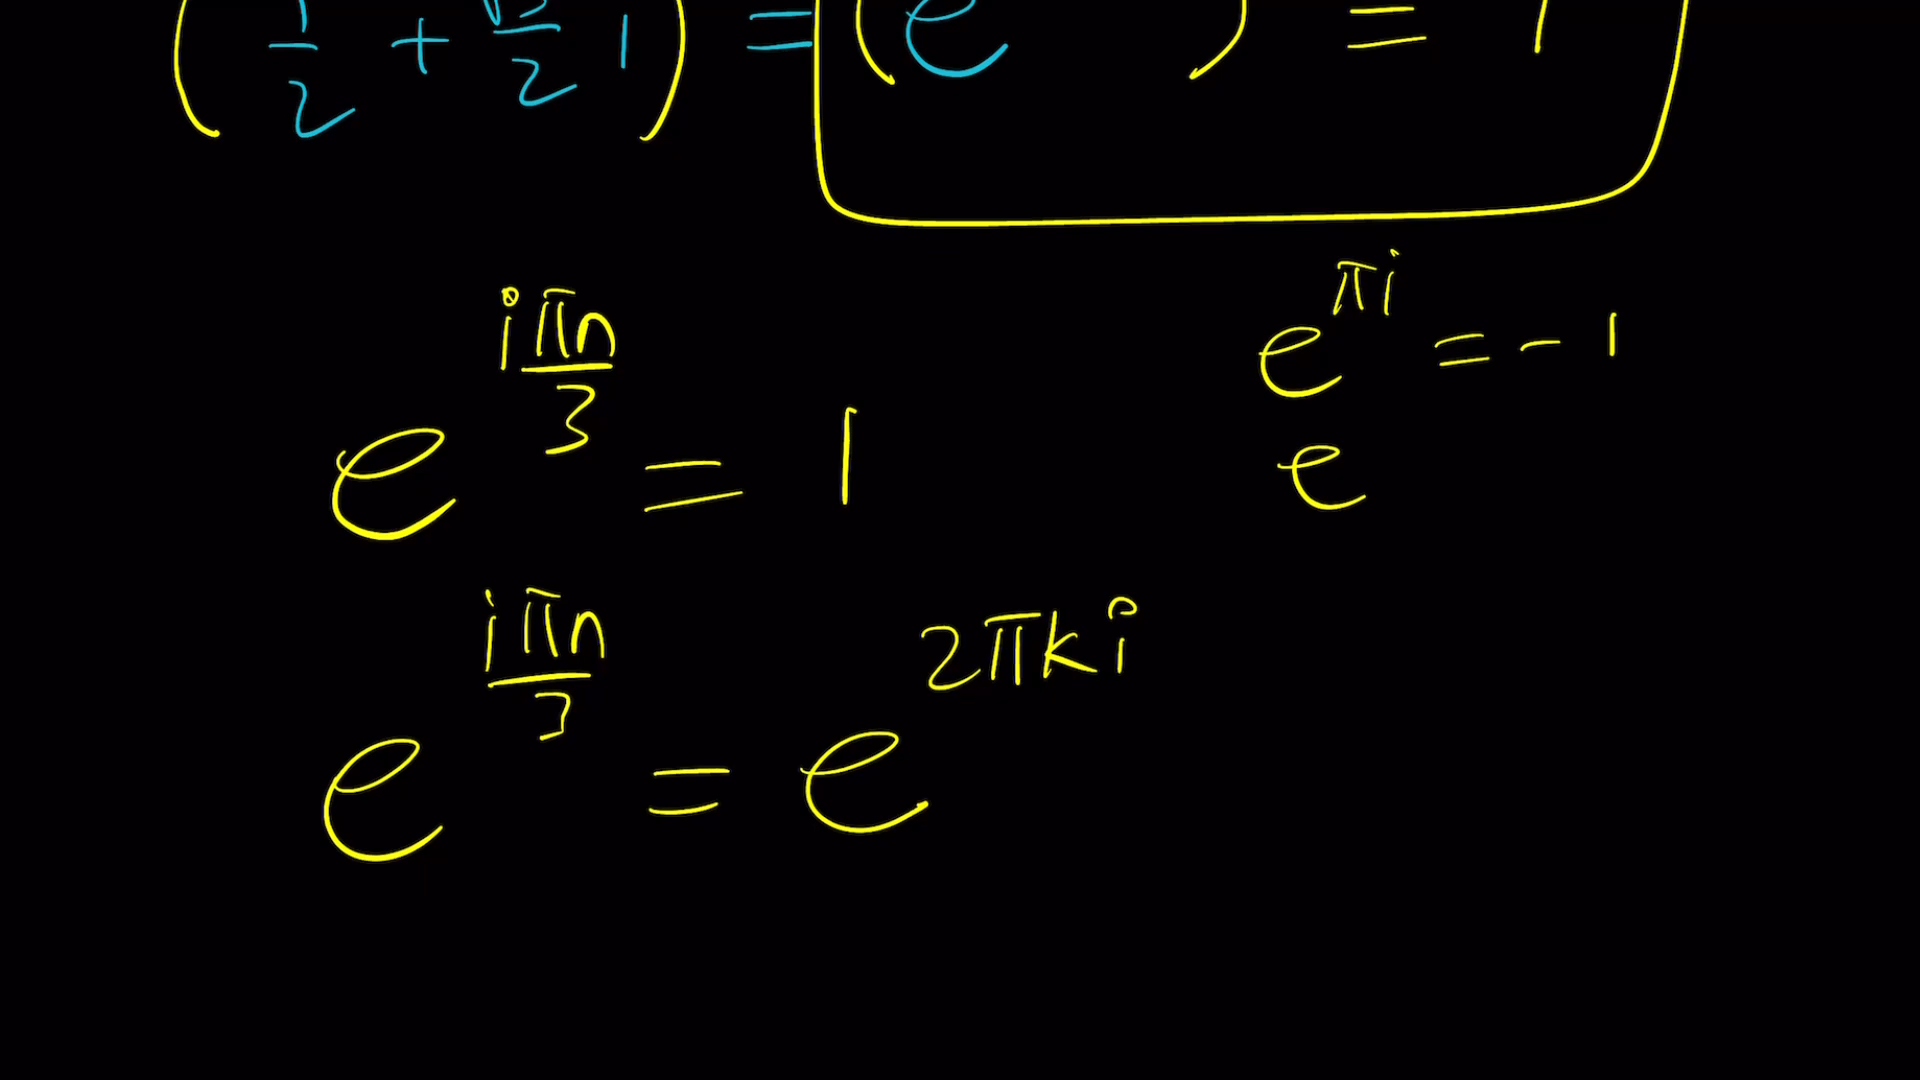 (1/2 + √3/2 i) = (e ) = 1
e^(iπn/3) = 1
e^(πi) = -1
e
e^(iπn/3) = e^(2πki)